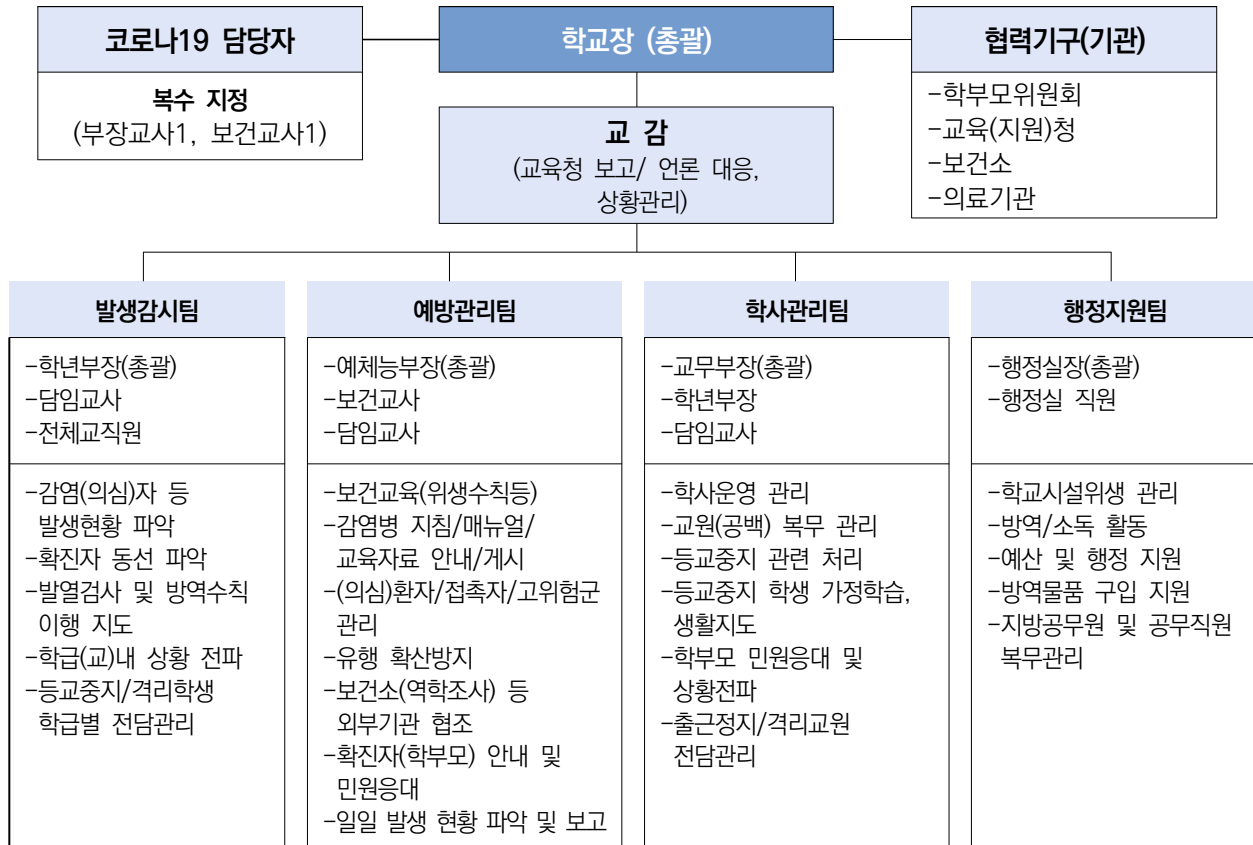 코로나19 담당자
복수 지정
(부장교사1, 보건교사1)
학교장 (총괄)
협력기구(기관)
-학부모위원회
-교육(지원)청
-보건소
-의료기관
교 감
(교육청 보고/ 언론 대응,
상황관리)
발생감시팀
-학년부장(총괄)
-담임교사
-전체교직원
-감염(의심)자 등
발생현황 파악
-확진자 동선 파악
-발열검사 및 방역수칙
이행 지도
-학급(교)내 상황 전파
-등교중지/격리학생
학급별 전담관리
예방관리팀
-예체능부장(총괄)
-보건교사
-담임교사
-보건교육(위생수칙등)
-감염병 지침/매뉴얼/
교육자료 안내/게시
-(의심)환자/접촉자/고위험군
관리
-유행 확산방지
-보건소(역학조사) 등
외부기관 협조
-확진자(학부모) 안내 및
민원응대
-일일 발생 현황 파악 및 보고
학사관리팀
-교무부장(총괄)
-학년부장
-담임교사
-학사운영 관리
-교원(공백) 복무 관리
-등교중지 관련 처리
-등교중지 학생 가정학습,
생활지도
-학부모 민원응대 및
상황전파
-출근정지/격리교원
전담관리
행정지원팀
-행정실장(총괄)
-행정실 직원
-학교시설위생 관리
-방역/소독 활동
-예산 및 행정 지원
-방역물품 구입 지원
-지방공무원 및 공무직원
복무관리